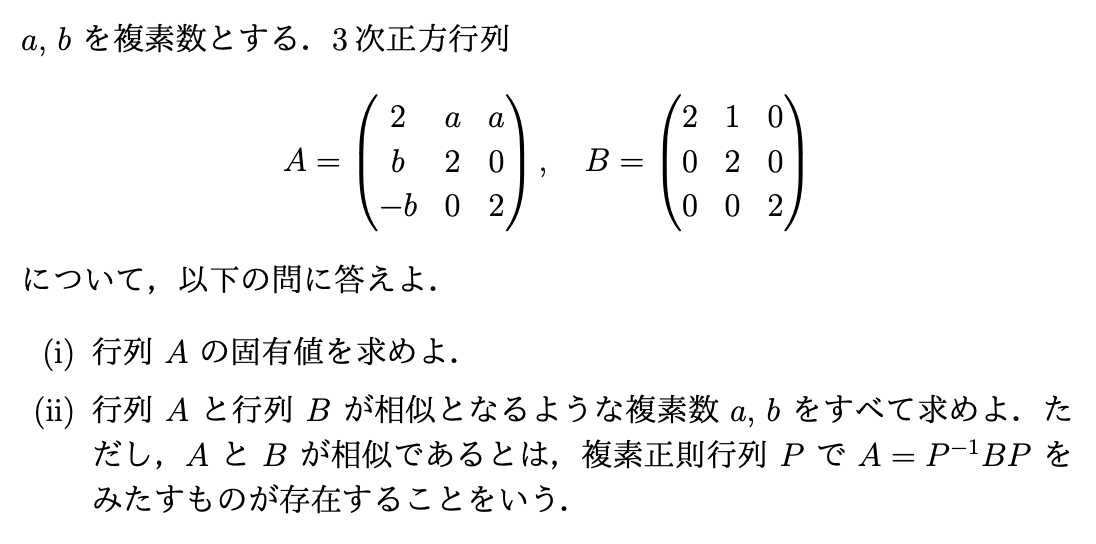 a, b を複素数とする．3 次正方行列
A = \begin{pmatrix} 2 & a & a \\ b & 2 & 0 \\ -b & 0 & 2 \end{pmatrix}, B = \begin{pmatrix} 2 & 1 & 0 \\ 0 & 2 & 0 \\ 0 & 0 & 2 \end{pmatrix}
について，以下の問に答えよ．
(i) 行列 A の固有値を求めよ．
(ii) 行列 A と行列 B が相似となるような複素数 a, b をすべて求めよ．た
だし，A と B が相似であるとは，複素正則行列 P で A = P^{-1}BP を
みたすものが存在することをいう．